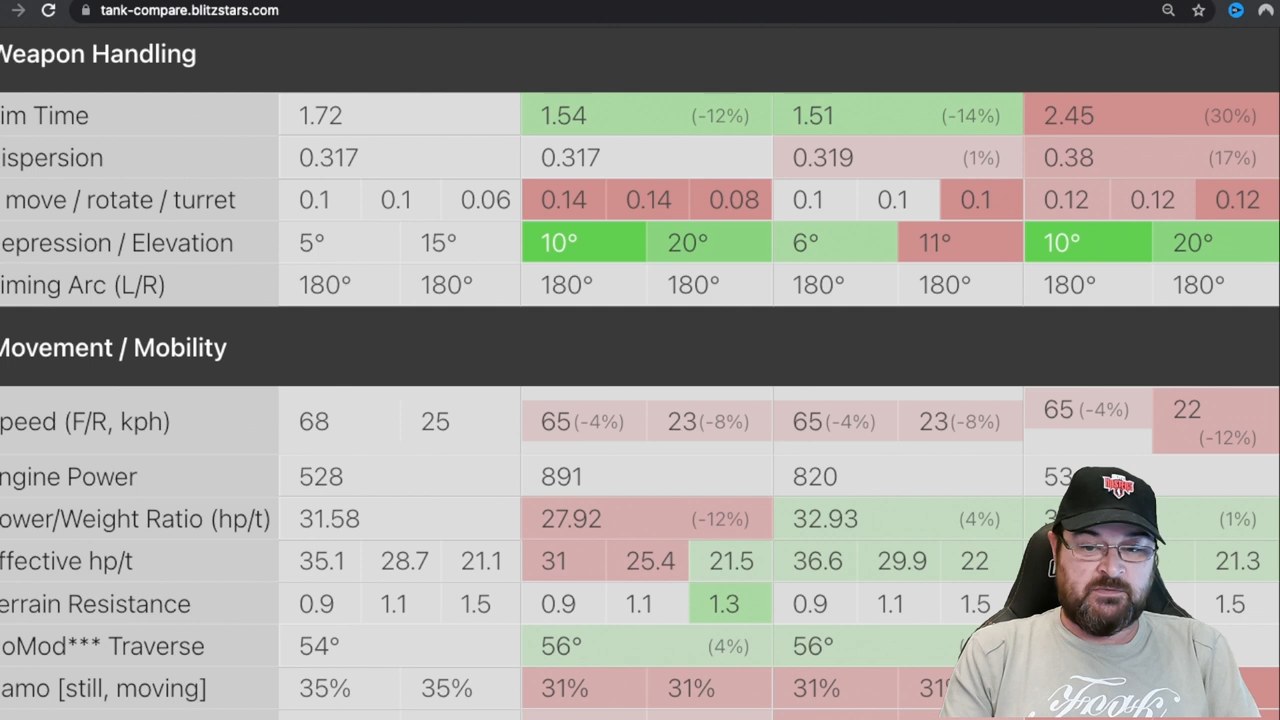 tank-compare.blitzstars.com
Weapon Handling
im Time 1.72 1.54 (-12%) 1.51 (-14%) 2.45 (30%)
ispersion 0.317 0.317 0.319 (1%) 0.38 (17%)
move / rotate / turret 0.1 0.1 0.06 0.14 0.14 0.08 0.1 0.1 0.1 0.12 0.12 0.12
epression / Elevation 5° 15° 10° 20° 6° 11° 10° 20°
iming Arc (L/R) 180° 180° 180° 180° 180° 180° 180° 180°
Movement / Mobility
peed (F/R, kph) 68 25 65 (-4%) 23 (-8%) 65 (-4%) 23 (-8%) 65 (-4%) 22 (-12%)
ngine Power 528 891 820 53
ower/Weight Ratio (hp/t) 31.58 27.92 (-12%) 32.93 (4%) (1%)
ffective hp/t 35.1 28.7 21.1 31 25.4 21.5 36.6 29.9 22 21.3
errain Resistance 0.9 1.1 1.5 0.9 1.1 1.3 0.9 1.1 1.5 1.5
oMod*** Traverse 54° 56° (4%) 56°
amo [still, moving] 35% 35% 31% 31% 31% 31